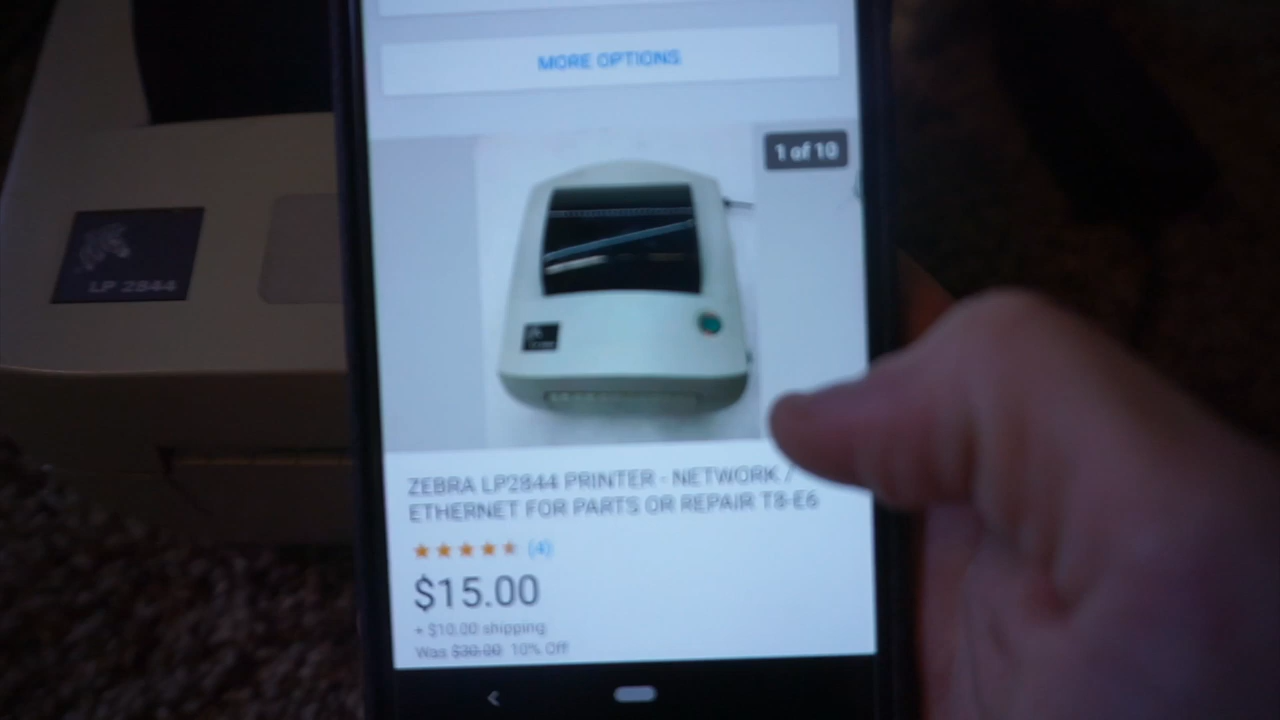 MORE OPTIONS
1 of 10
LP 2844
ZEBRA LP2844 PRINTER - NETWORK /
ETHERNET FOR PARTS OR REPAIR T8-E6
(4)
$15.00
+ $10.00 shipping
Was $30.00 10% Off